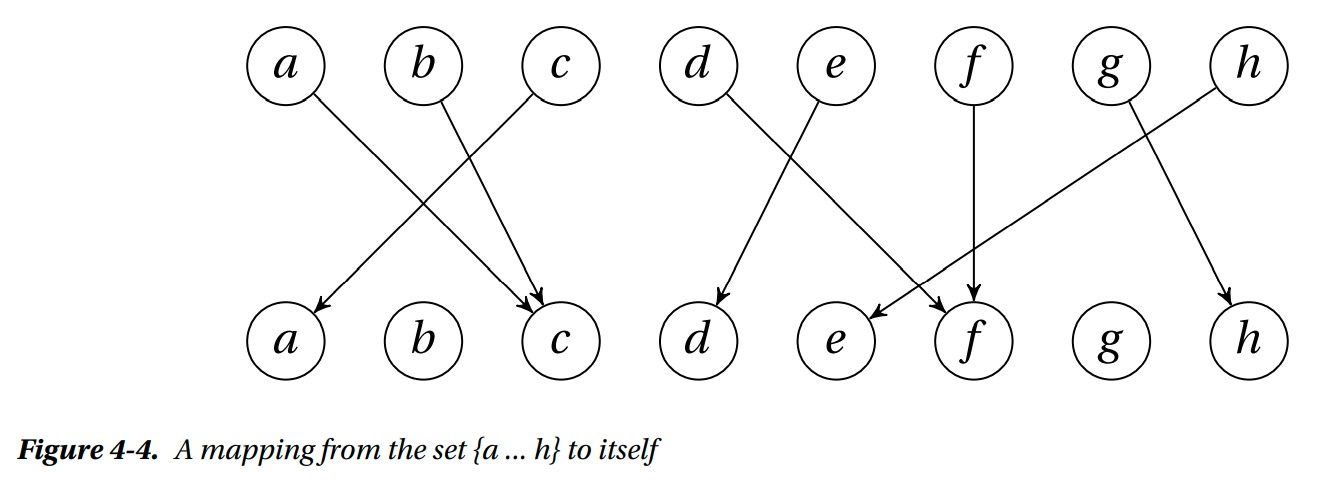 a b c d e f g h
a b c d e f g h
Figure 4-4. A mapping from the set {a ... h} to itself